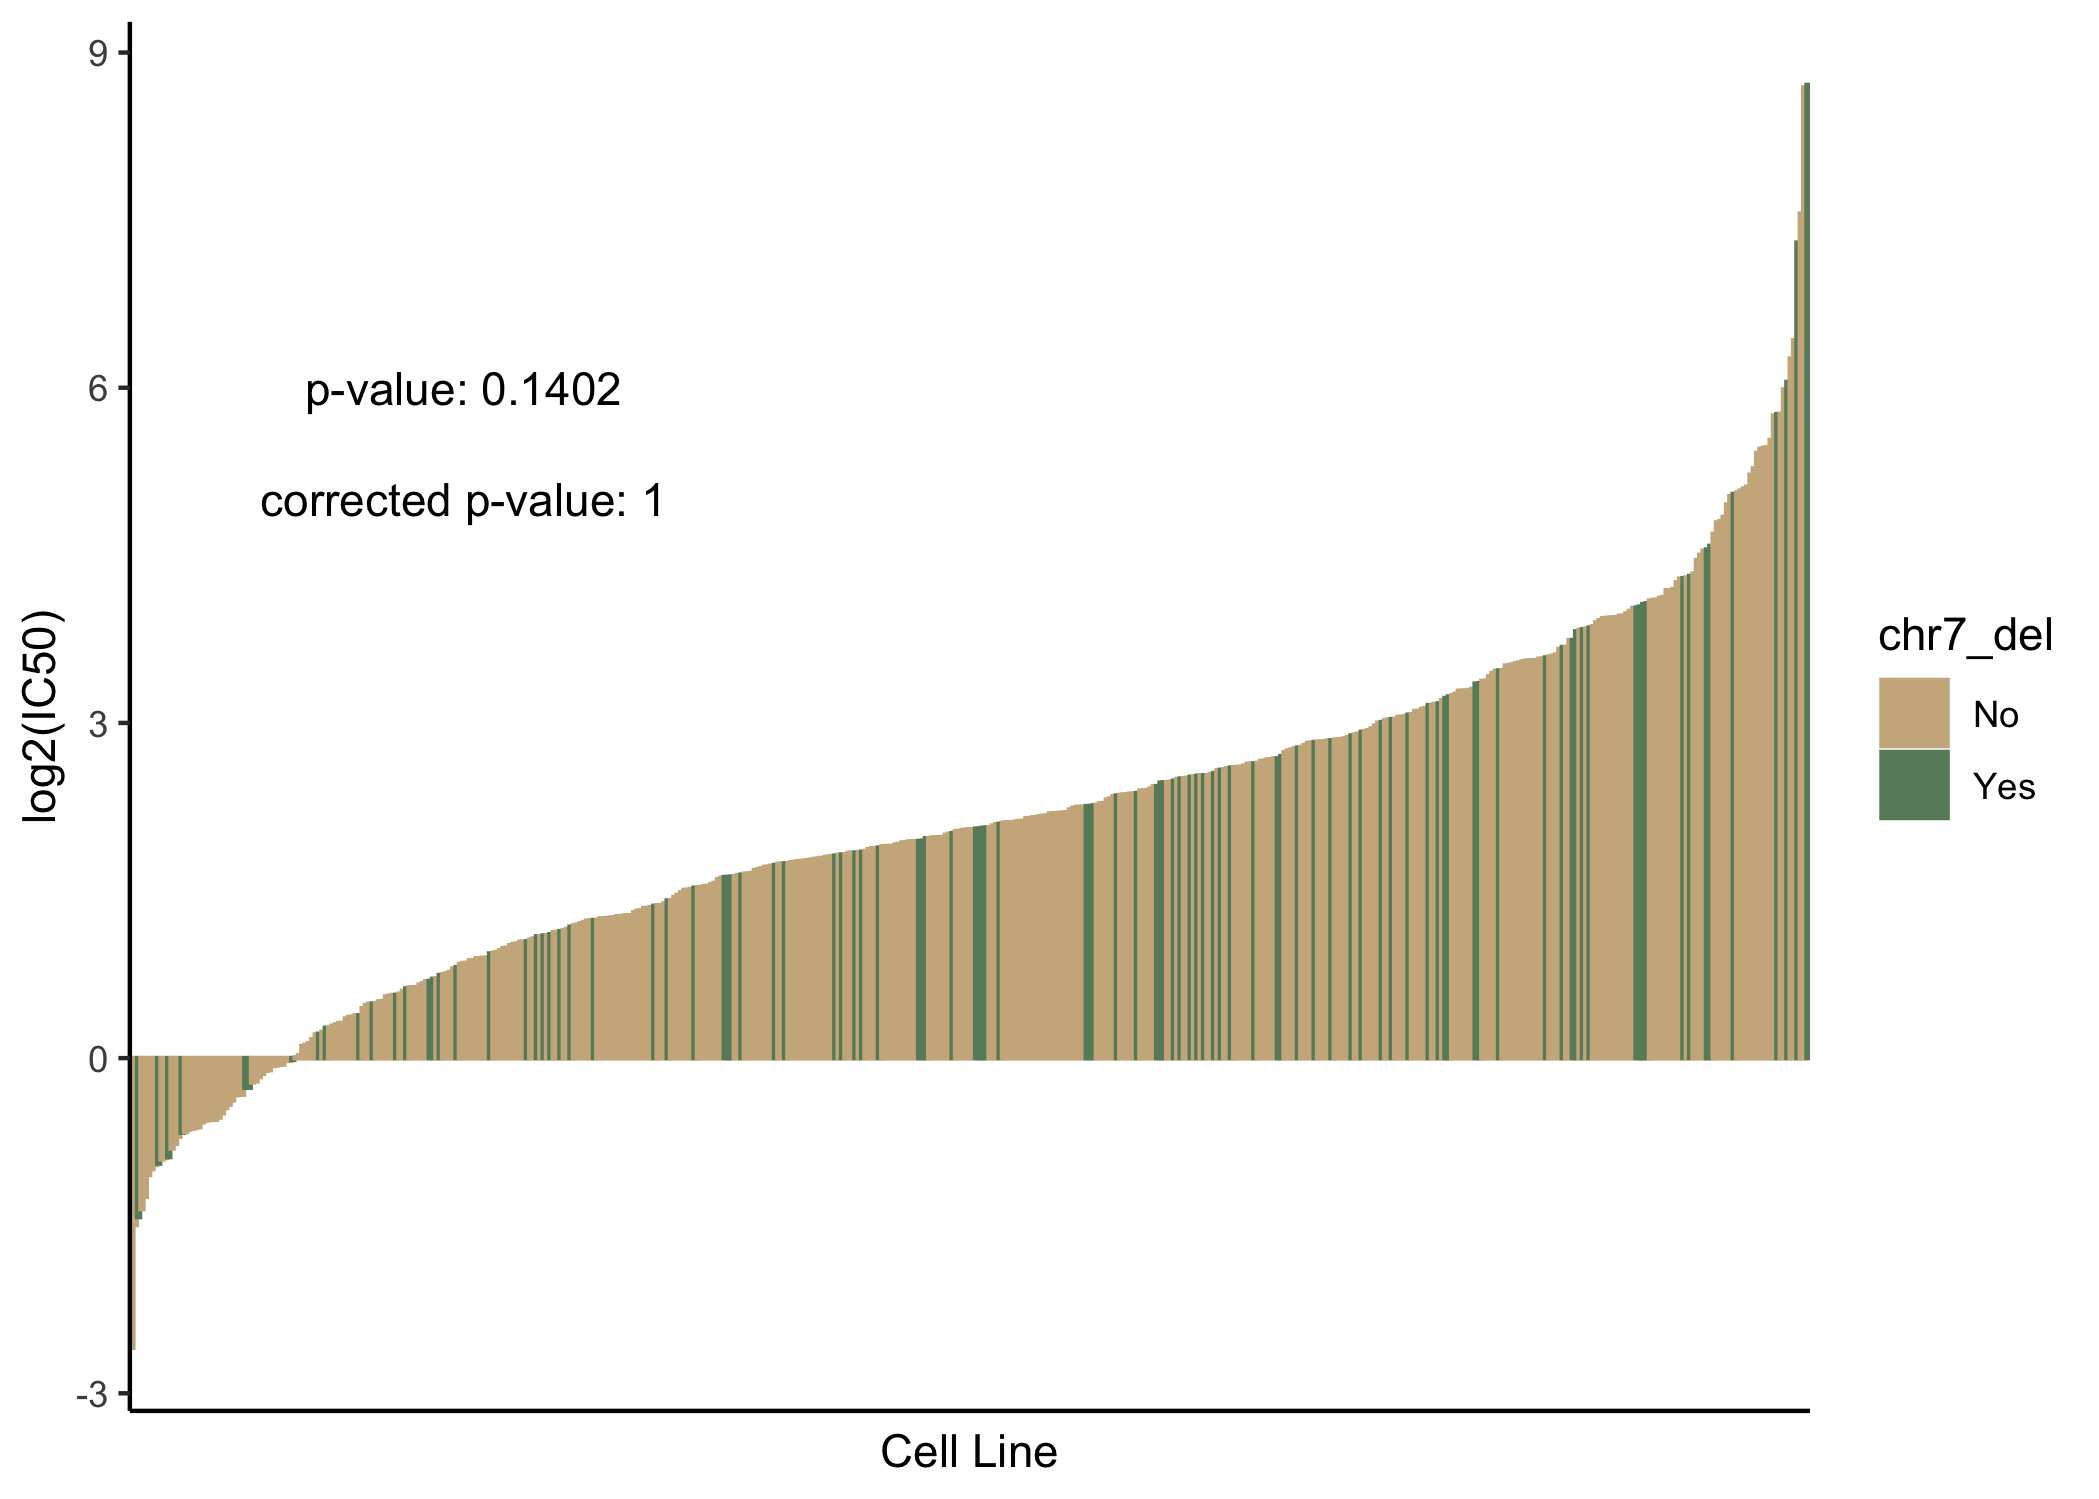 9
6
3
0
-3
log2(IC50)
p-value: 0.1402
corrected p-value: 1
Cell Line
chr7_del
No
Yes